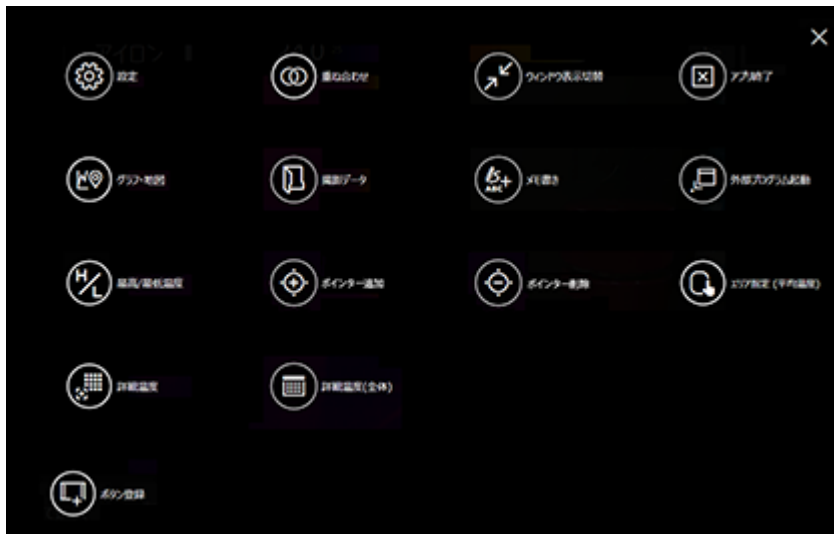 アイロン
設定
重ね合わせ
ウィンドウ表示切替
アプリ終了
グラフ・地図
撮影データ
メモ書き
外部プログラム起動
最高/最低温度
ポインター追加
ポインター削除
エリア指定 (平均温度)
詳細温度
詳細温度(全体)
ボタン登録